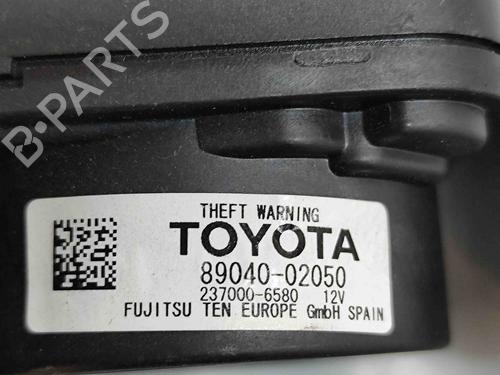 B-PARTS
THEFT WARNING
TOYOTA
89040-02050
237000-6580 12V
FUJITSU TEN EUROPE GmbH SPAIN